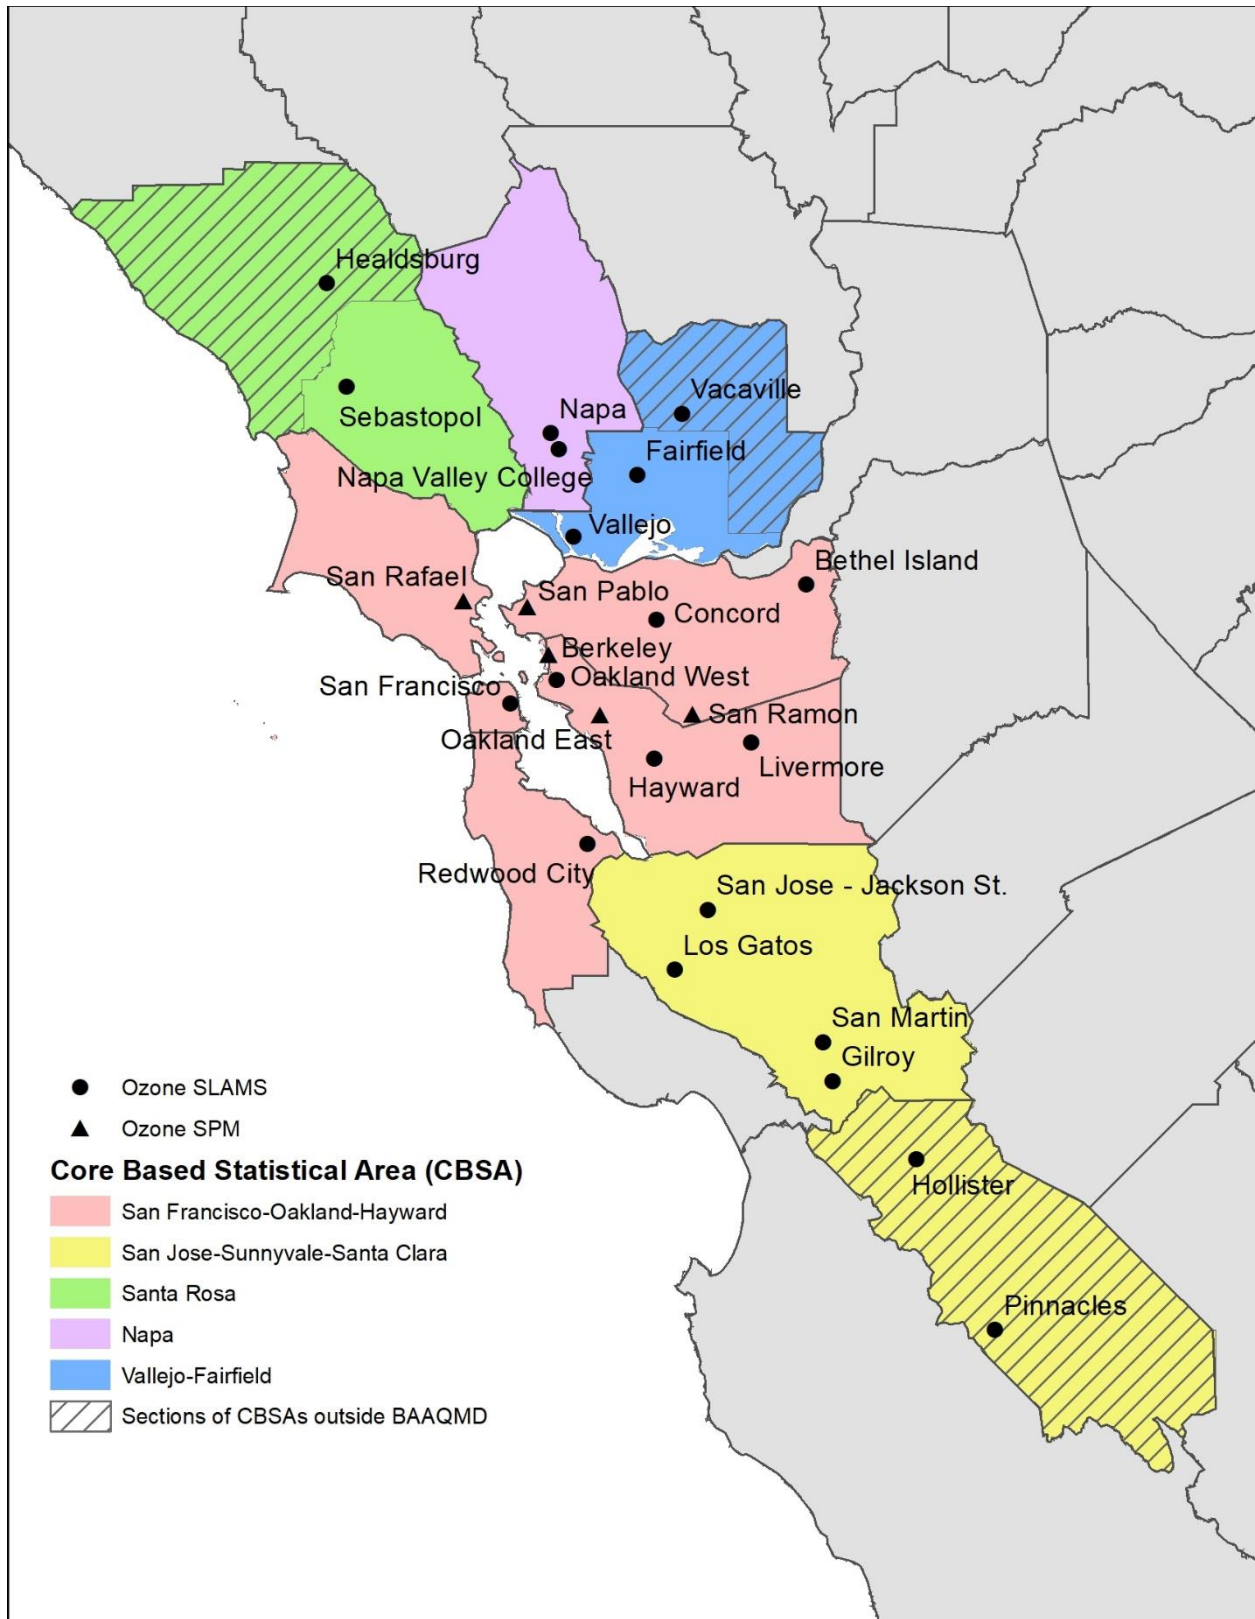 Healdsburg
Sebastopol
Napa
Vacaville
Fairfield
Napa Valley College
Vallejo
Bethel Island
San Rafael
San Pablo
Concord
Berkeley
Oakland West
San Francisco
San Ramon
Oakland East
Livermore
Hayward
Redwood City
San Jose - Jackson St.
Los Gatos
San Martin
Gilroy
Hollister
Pinnacles
Ozone SLAMS
Ozone SPM
Core Based Statistical Area (CBSA)
San Francisco-Oakland-Hayward
San Jose-Sunnyvale-Santa Clara
Santa Rosa
Napa
Vallejo-Fairfield
Sections of CBSAs outside BAAQMD